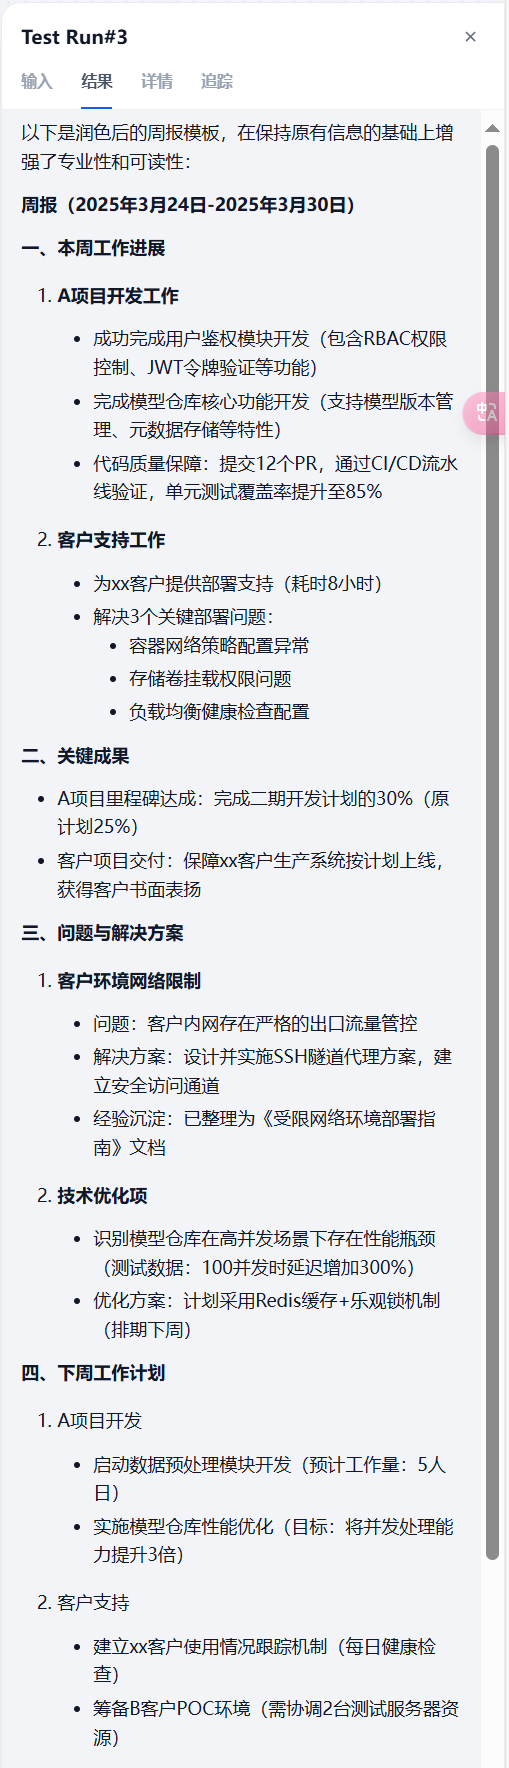 Test Run#3
输入 结果 详情 追踪
以下是润色后的周报模板，在保持原有信息的基础上增
强了专业性和可读性：
周报（2025年3月24日-2025年3月30日）
一、本周工作进展
1. A项目开发工作
• 成功完成用户鉴权模块开发（包含RBAC权限
控制、JWT令牌验证等功能）
• 完成模型仓库核心功能开发（支持模型版本管
理、元数据存储等特性）
• 代码质量保障：提交12个PR，通过CI/CD流水
线验证，单元测试覆盖率提升至85%
2. 客户支持工作
• 为xx客户提供部署支持（耗时8小时）
• 解决3个关键部署问题：
• 容器网络策略配置异常
• 存储卷挂载权限问题
• 负载均衡健康检查配置
二、关键成果
• A项目里程碑达成：完成二期开发计划的30%（原
计划25%）
• 客户项目交付：保障xx客户生产系统按计划上线，
获得客户书面表扬
三、问题与解决方案
1. 客户环境网络限制
• 问题：客户内网存在严格的出口流量管控
• 解决方案：设计并实施SSH隧道代理方案，建
立安全访问通道
• 经验沉淀：已整理为《受限网络环境部署指
南》文档
2. 技术优化项
• 识别模型仓库在高并发场景下存在性能瓶颈
（测试数据：100并发时延迟增加300%）
• 优化方案：计划采用Redis缓存+乐观锁机制
（排期下周）
四、下周工作计划
1. A项目开发
• 启动数据预处理模块开发（预计工作量：5人
日）
• 实施模型仓库性能优化（目标：将并发处理能
力提升3倍）
2. 客户支持
• 建立xx客户使用情况跟踪机制（每日健康检
查）
• 筹备B客户POC环境（需协调2台测试服务器资
源）